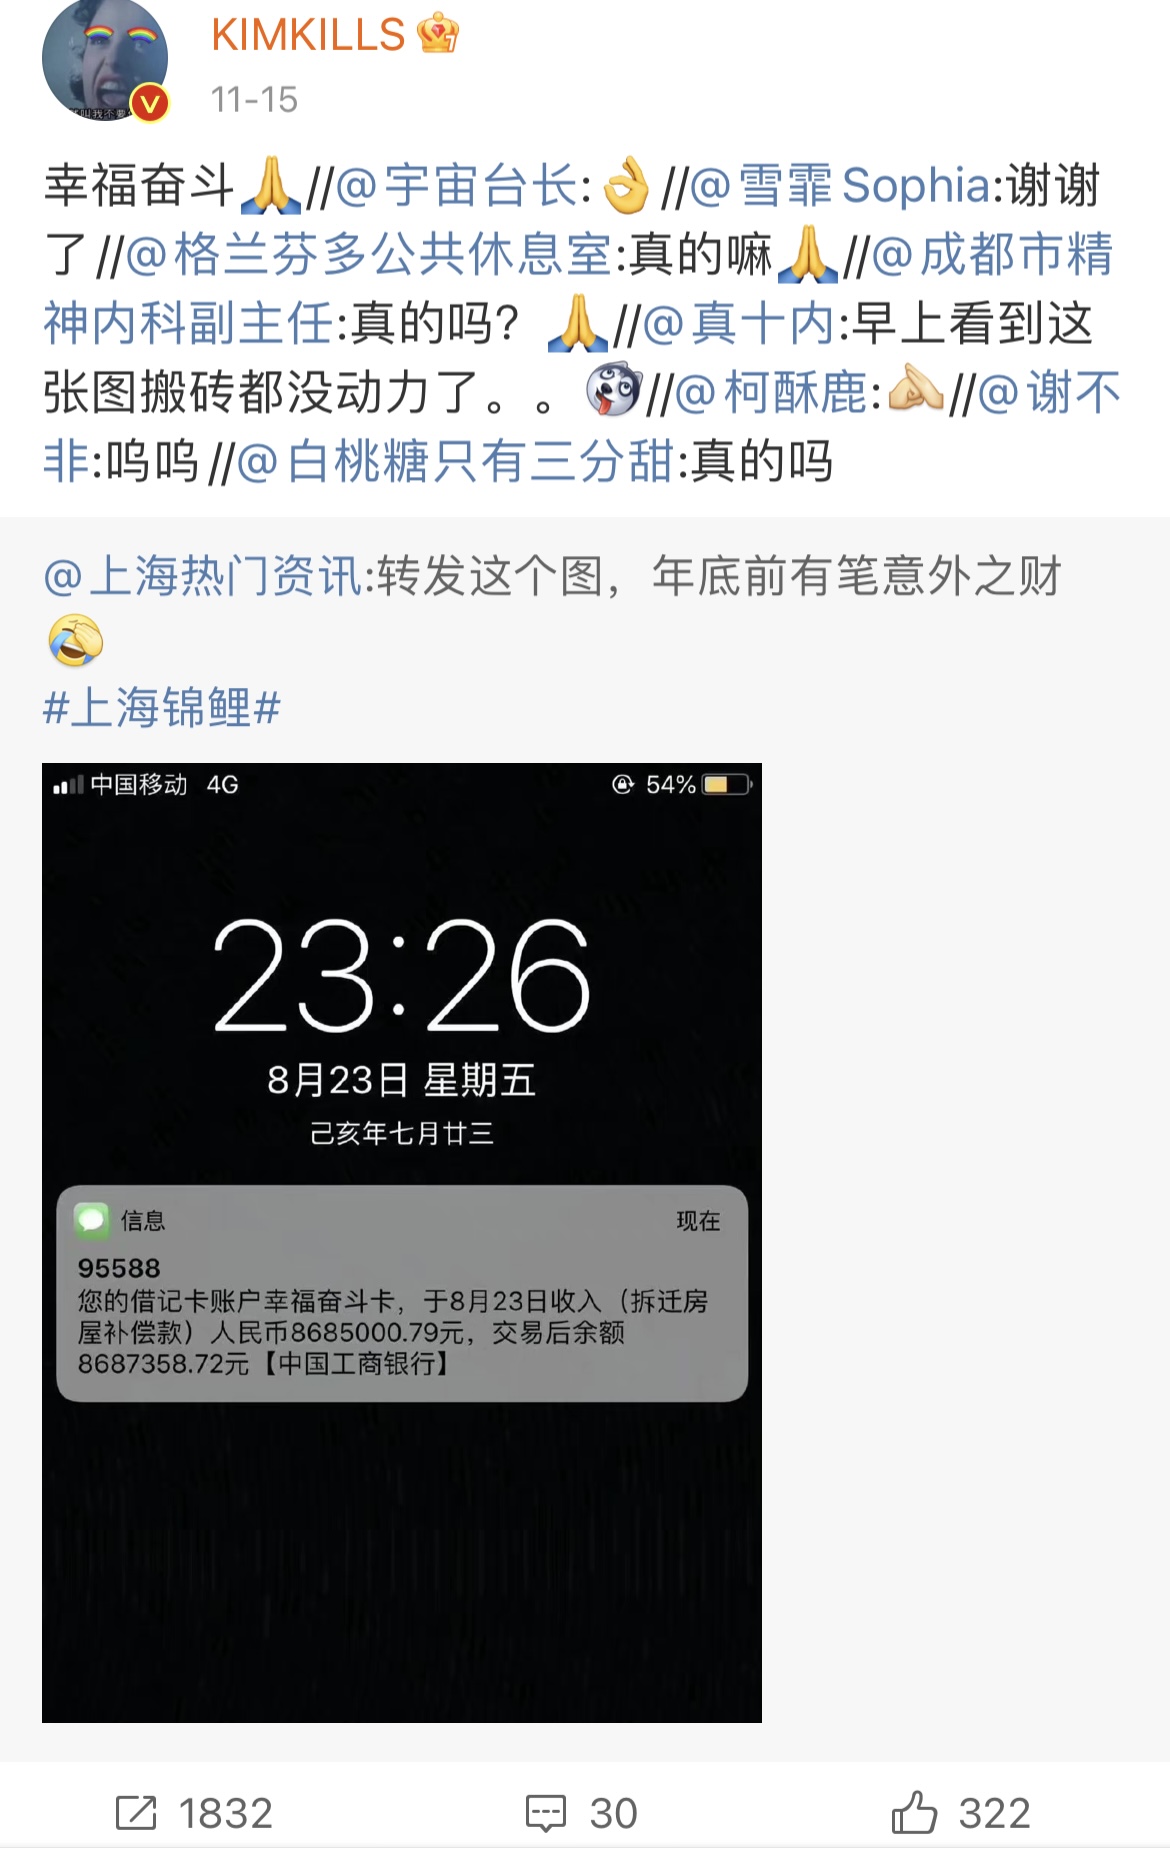 KIMKILLS
11-15
幸福奋斗🙏//@宇宙台长:👌//@雪霏Sophia:谢谢
了//@格兰芬多公共休息室:真的嘛🙏//@成都市精
神内科副主任:真的吗？🙏//@真十内:早上看到这
张图搬砖都没动力了。。//@柯酥鹿://@谢不
非:呜呜//@白桃糖只有三分甜:真的吗
@上海热门资讯:转发这个图，年底前有笔意外之财
#上海锦鲤#
中国移动 4G 54%
23:26
8月23日 星期五
己亥年七月廿三
信息 现在
95588
您的借记卡账户幸福奋斗卡，于8月23日收入（拆迁房
屋补偿款）人民币8685000.79元，交易后余额
8687358.72元【中国工商银行】
1832 30 322